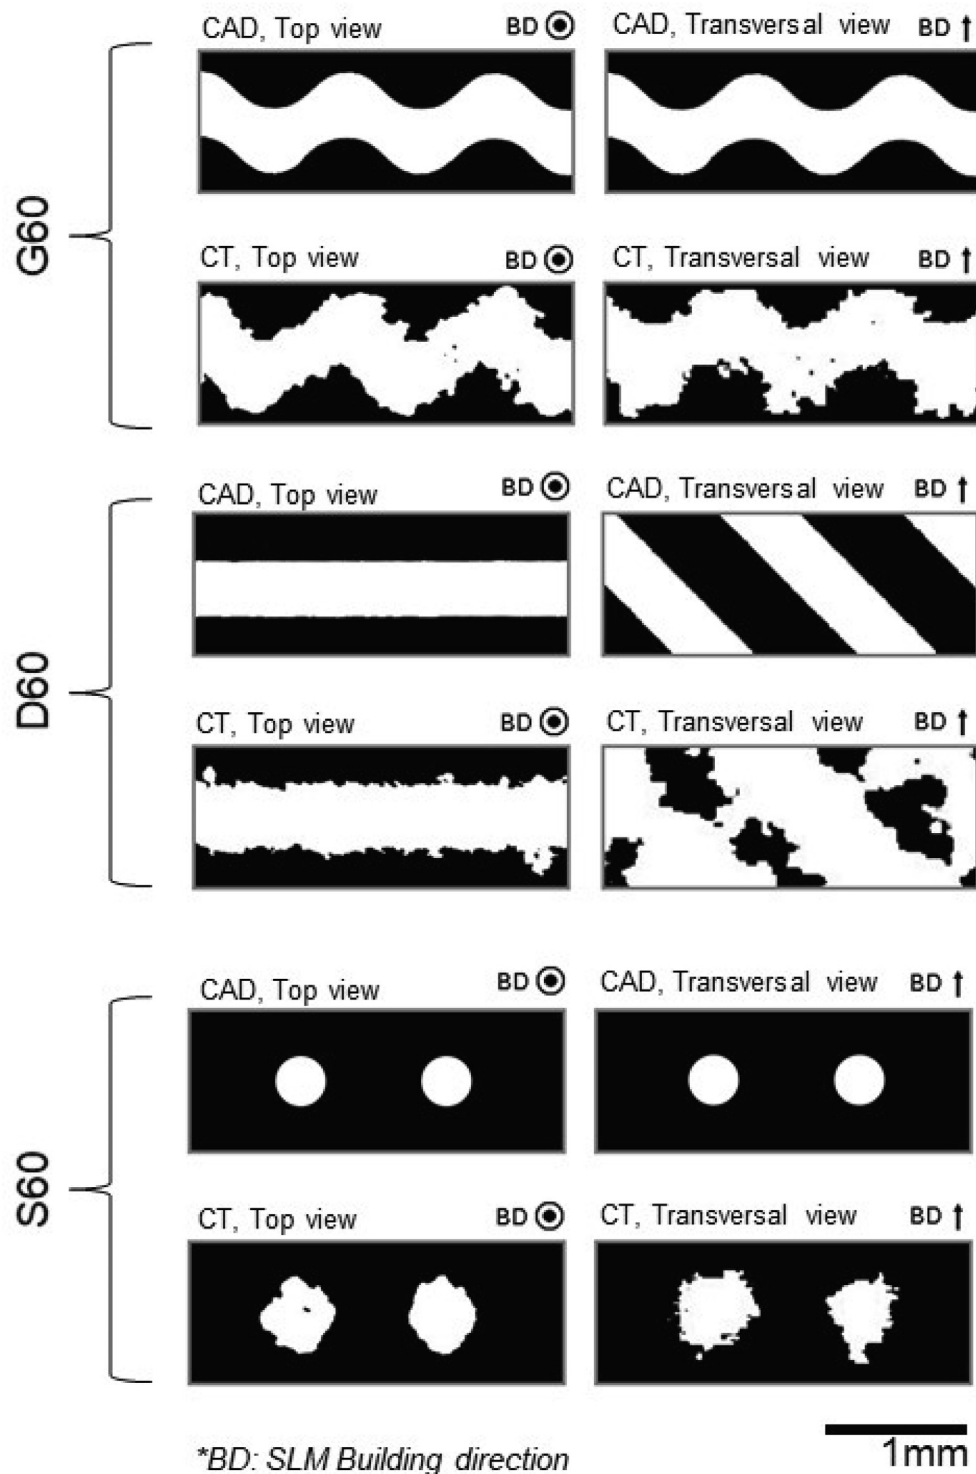 CAD, Top view BD CAD, Transversal view BD
G60
CT, Top view BD CT, Transversal view BD
CAD, Top view BD CAD, Transversal view BD
D60
CT, Top view BD CT, Transversal view BD
CAD, Top view BD CAD, Transversal view BD
S60
CT, Top view BD CT, Transversal view BD
*BD: SLM Building direction
1mm